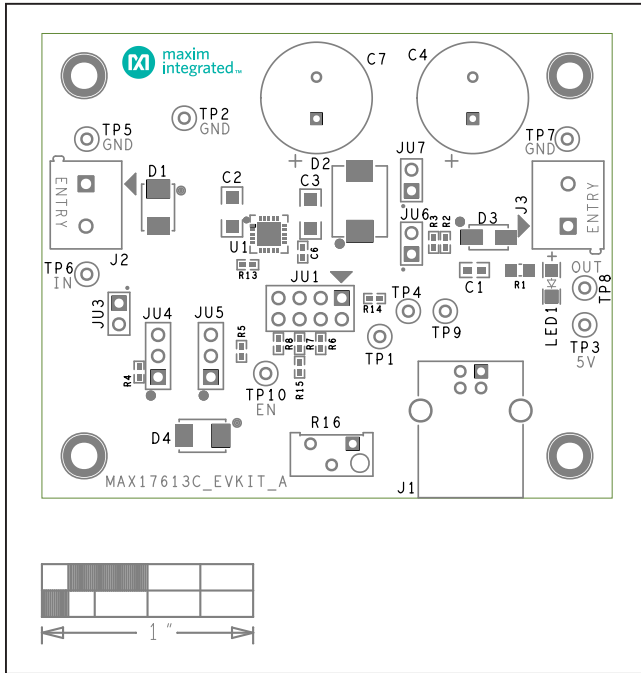 maxim
integrated™
C7
C4
TP5
GND
TP2
GND
TP7
GND
ENTRY
D1
C2
C3
D2
JU7
J3
ENTRY
JU6
R3
R2
D3
U1
C6
J2
TP6
IN
R13
JU1
C1
R1
+
+
+
OUT
TP8
LED1
JU3
JU4
JU5
R5
R14
TP4
TP9
TP1
TP3
5V
R8
R7
R6
R15
R4
TP10
EN
D4
R16
J1
MAX17613C_EVKIT_A
1 "